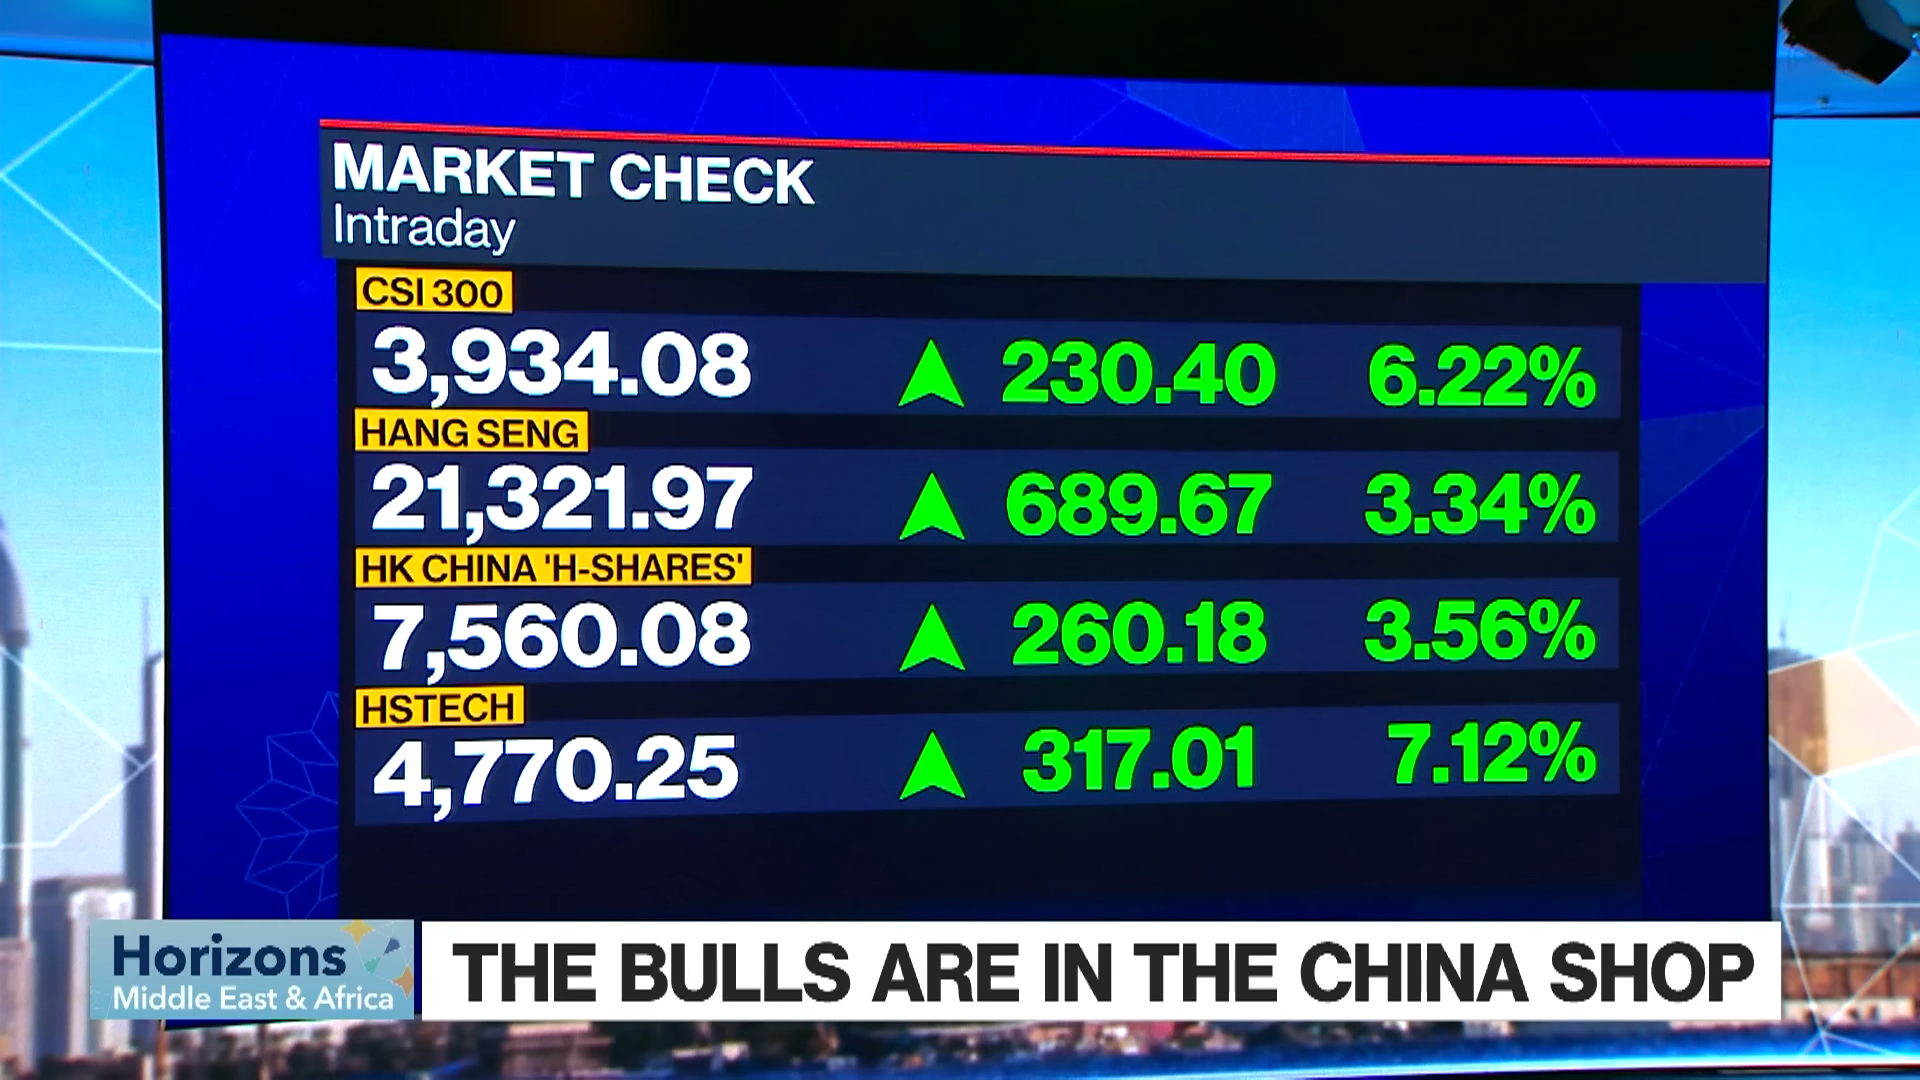 MARKET CHECK
Intraday
CSI 300
3,934.08 230.40 6.22%
HANG SENG
21,321.97 689.67 3.34%
HK CHINA 'H-SHARES'
7,560.08 260.18 3.56%
HSTECH
4,770.25 317.01 7.12%
Horizons
Middle East & Africa
THE BULLS ARE IN THE CHINA SHOP